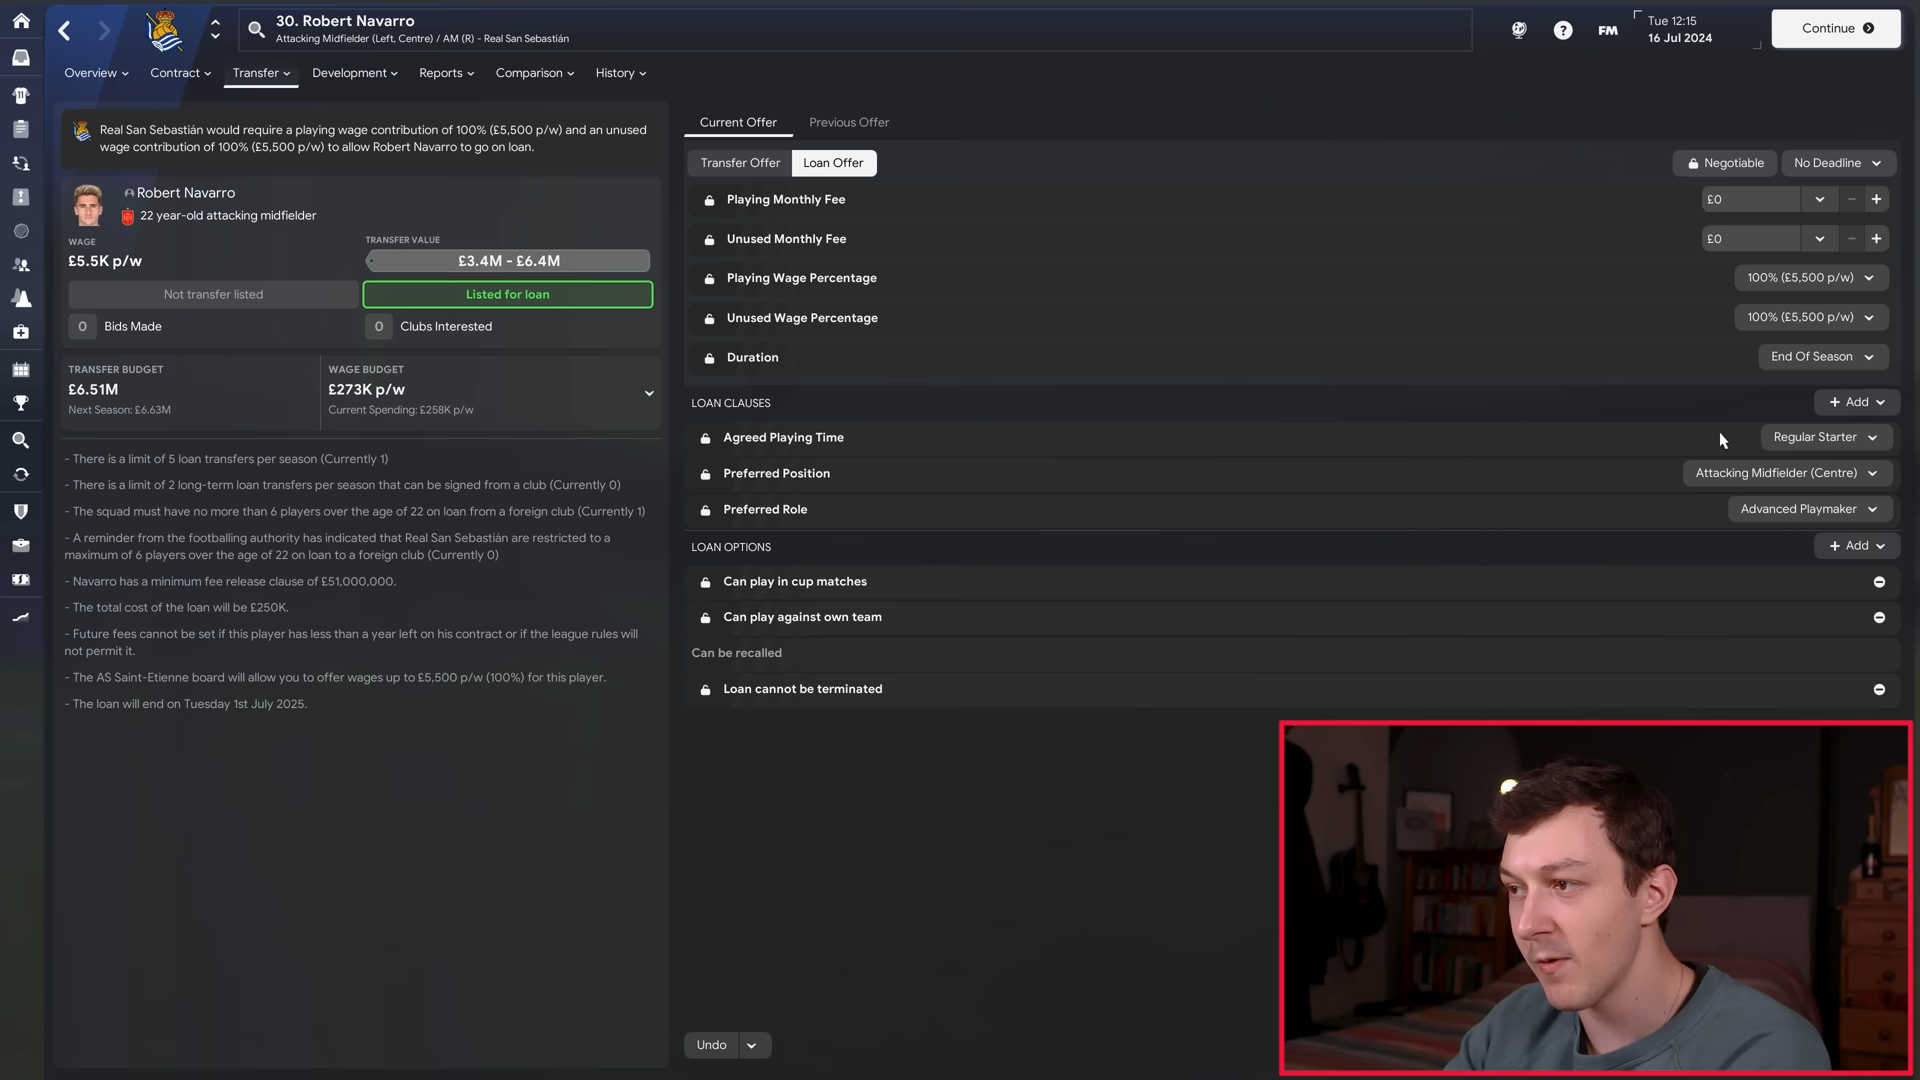 30. Robert Navarro
Attacking Midfielder (Left, Centre) / AM (R) - Real San Sebastián
FM
Tue 12:15
16 Jul 2024
Continue
Overview
Contract
Transfer
Development
Reports
Comparison
History
Real San Sebastián would require a playing wage contribution of 100% (£5,500 p/w) and an unused
wage contribution of 100% (£5,500 p/w) to allow Robert Navarro to go on loan.
Robert Navarro
22 year-old attacking midfielder
WAGE
£5.5K p/w
TRANSFER VALUE
£3.4M - £6.4M
Not transfer listed
Listed for loan
0 Bids Made
0 Clubs Interested
TRANSFER BUDGET
£6.51M
Next Season: £6.63M
WAGE BUDGET
£273K p/w
Current Spending: £258K p/w
- There is a limit of 5 loan transfers per season (Currently 1)
- There is a limit of 2 long-term loan transfers per season that can be signed from a club (Currently 0)
- The squad must have no more than 6 players over the age of 22 on loan from a foreign club (Currently 1)
- A reminder from the footballing authority has indicated that Real San Sebastián are restricted to a
maximum of 6 players over the age of 22 on loan to a foreign club (Currently 0)
- Navarro has a minimum fee release clause of £51,000,000.
- The total cost of the loan will be £250K.
- Future fees cannot be set if this player has less than a year left on his contract or if the league rules will
not permit it.
- The AS Saint-Etienne board will allow you to offer wages up to £5,500 p/w (100%) for this player.
- The loan will end on Tuesday 1st July 2025.
Current Offer
Previous Offer
Transfer Offer
Loan Offer
Negotiable
No Deadline
Playing Monthly Fee
£0
Unused Monthly Fee
£0
Playing Wage Percentage
100% (£5,500 p/w)
Unused Wage Percentage
100% (£5,500 p/w)
Duration
End Of Season
LOAN CLAUSES
+ Add
Agreed Playing Time
Regular Starter
Preferred Position
Attacking Midfielder (Centre)
Preferred Role
Advanced Playmaker
LOAN OPTIONS
+ Add
Can play in cup matches
Can play against own team
Can be recalled
Loan cannot be terminated
Undo